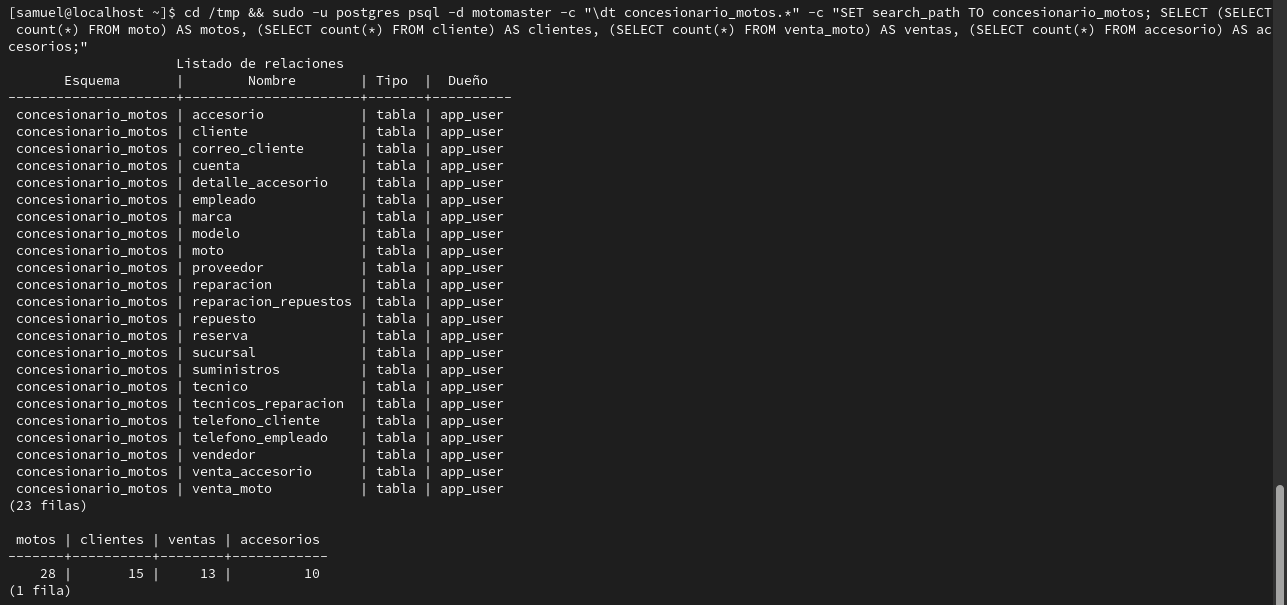 [samuel@localhost ~]$ cd /tmp && sudo -u postgres psql -d motomaster -c "\dt concesionario_motos.*" -c "SET search_path TO concesionario_motos; SELECT (SELECT
 count(*) FROM moto) AS motos, (SELECT count(*) FROM cliente) AS clientes, (SELECT count(*) FROM venta_moto) AS ventas, (SELECT count(*) FROM accesorio) AS ac
cesorios;"
                     Listado de relaciones
       Esquema       |        Nombre        | Tipo  |  Dueño
---------------------+----------------------+-------+----------
 concesionario_motos | accesorio            | tabla | app_user
 concesionario_motos | cliente              | tabla | app_user
 concesionario_motos | correo_cliente       | tabla | app_user
 concesionario_motos | cuenta               | tabla | app_user
 concesionario_motos | detalle_accesorio    | tabla | app_user
 concesionario_motos | empleado             | tabla | app_user
 concesionario_motos | marca                | tabla | app_user
 concesionario_motos | modelo               | tabla | app_user
 concesionario_motos | moto                 | tabla | app_user
 concesionario_motos | proveedor            | tabla | app_user
 concesionario_motos | reparacion           | tabla | app_user
 concesionario_motos | reparacion_repuestos | tabla | app_user
 concesionario_motos | repuesto             | tabla | app_user
 concesionario_motos | reserva              | tabla | app_user
 concesionario_motos | sucursal             | tabla | app_user
 concesionario_motos | suministros          | tabla | app_user
 concesionario_motos | tecnico              | tabla | app_user
 concesionario_motos | tecnicos_reparacion  | tabla | app_user
 concesionario_motos | telefono_cliente     | tabla | app_user
 concesionario_motos | telefono_empleado    | tabla | app_user
 concesionario_motos | vendedor             | tabla | app_user
 concesionario_motos | venta_accesorio      | tabla | app_user
 concesionario_motos | venta_moto           | tabla | app_user
(23 filas)

 motos | clientes | ventas | accesorios
-------+----------+--------+------------
    28 |       15 |     13 |         10
(1 fila)